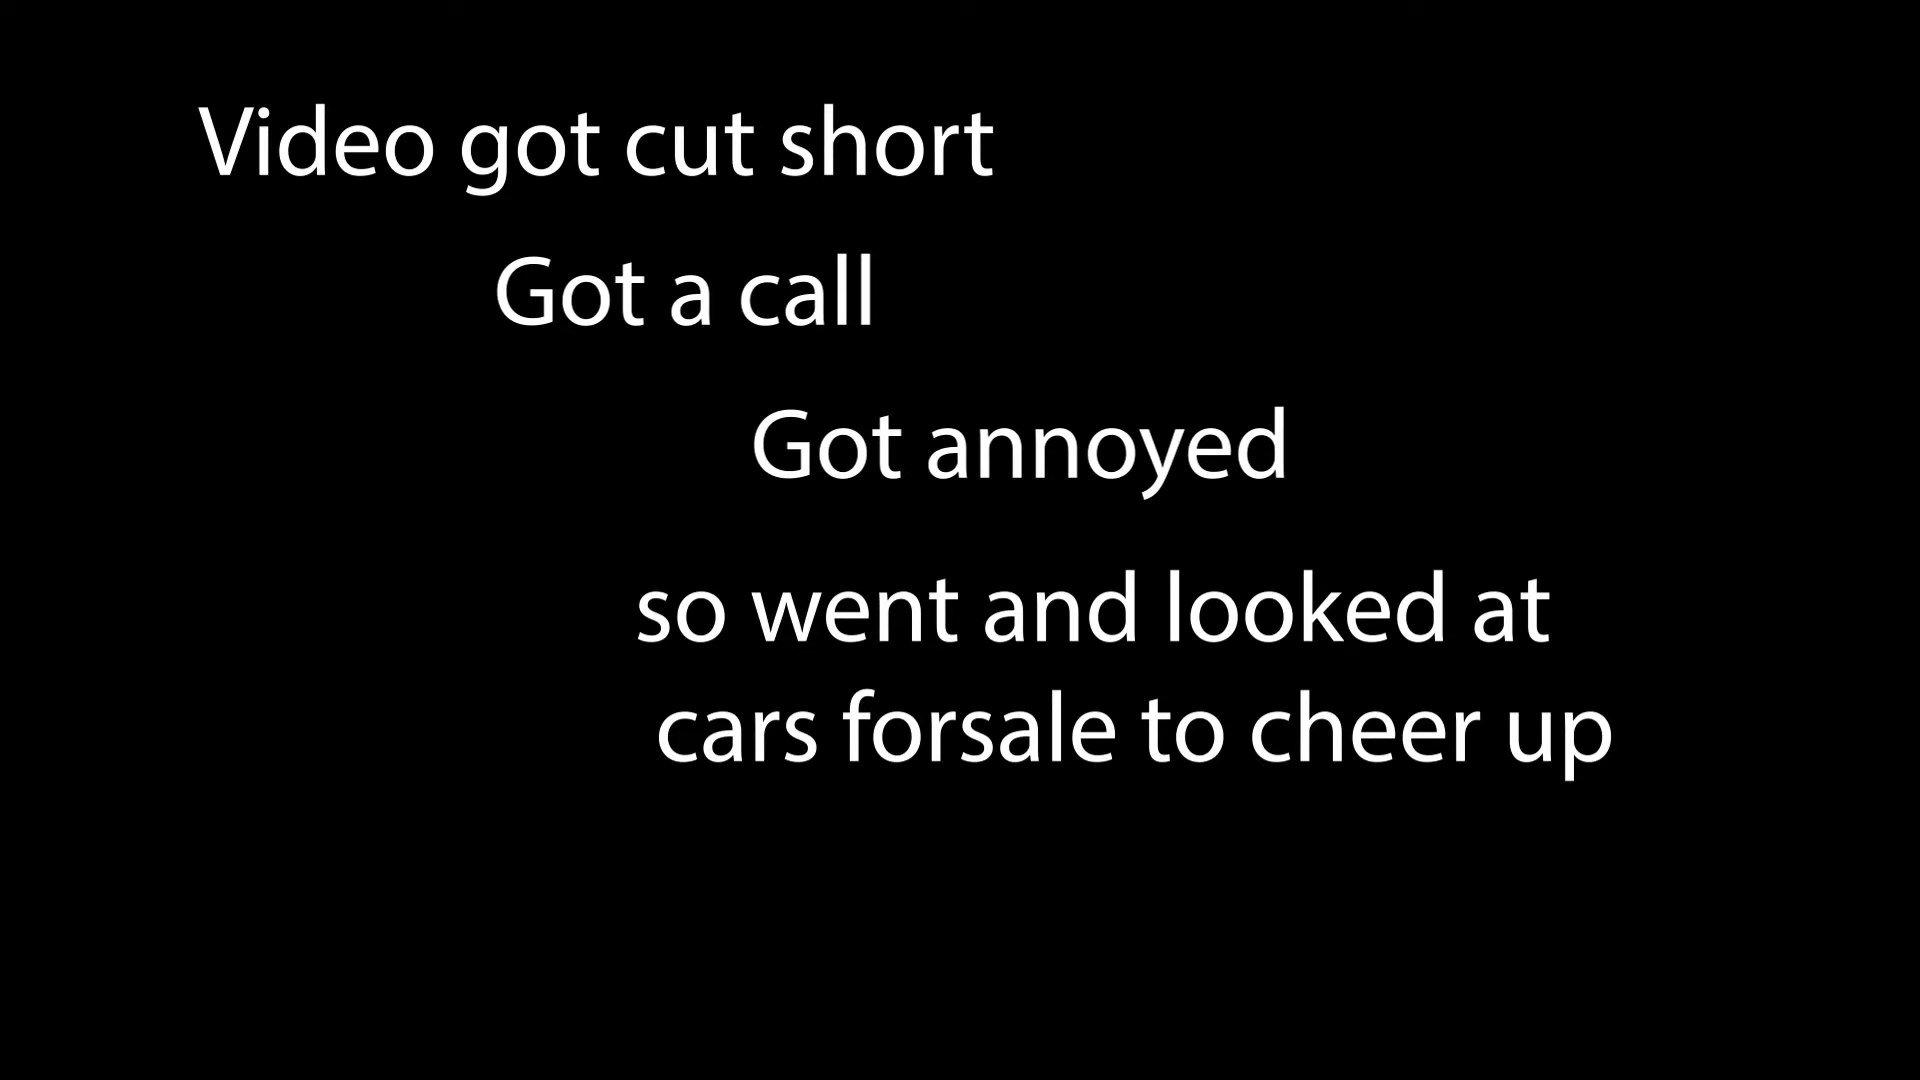 Video got cut short
Got a call
Got annoyed
so went and looked at
cars forsale to cheer up